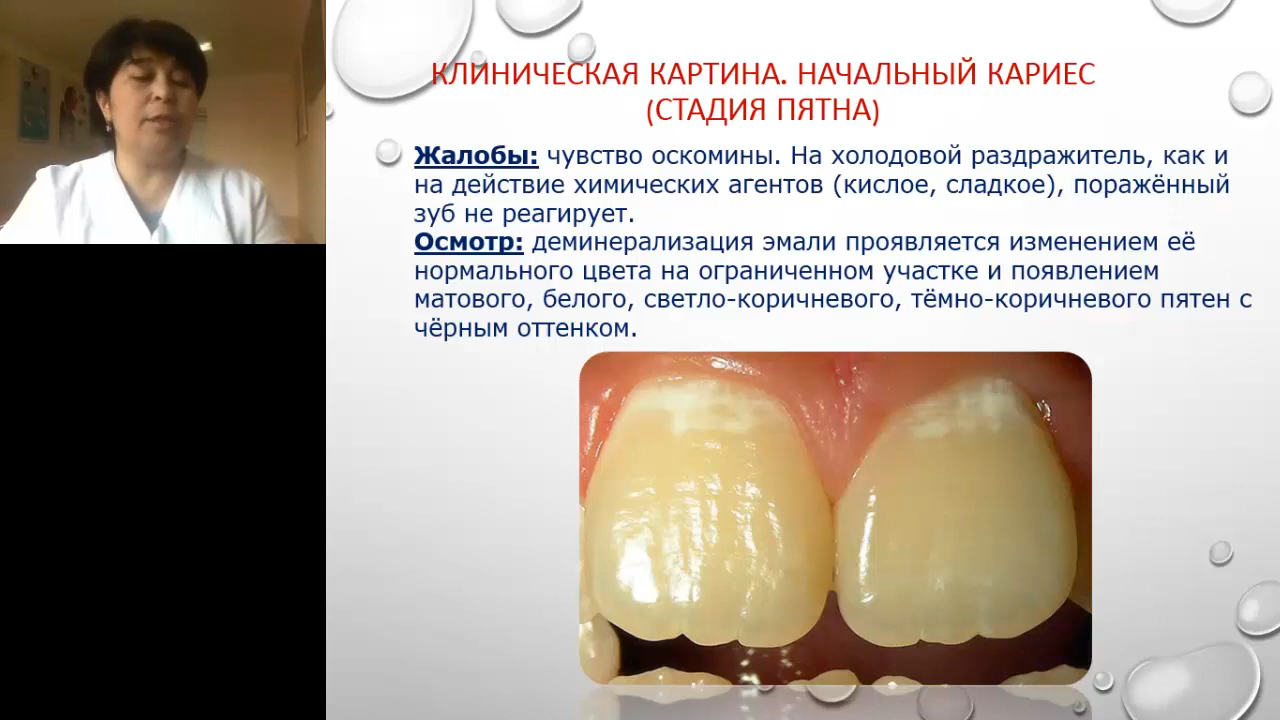 КЛИНИЧЕСКАЯ КАРТИНА. НАЧАЛЬНЫЙ КАРИЕС
(СТАДИЯ ПЯТНА)
Жалобы: чувство оскомины. На холодовой раздражитель, как и
на действие химических агентов (кислое, сладкое), поражённый
зуб не реагирует.
Осмотр: деминерализация эмали проявляется изменением её
нормального цвета на ограниченном участке и появлением
матового, белого, светло-коричневого, тёмно-коричневого пятен с
чёрным оттенком.